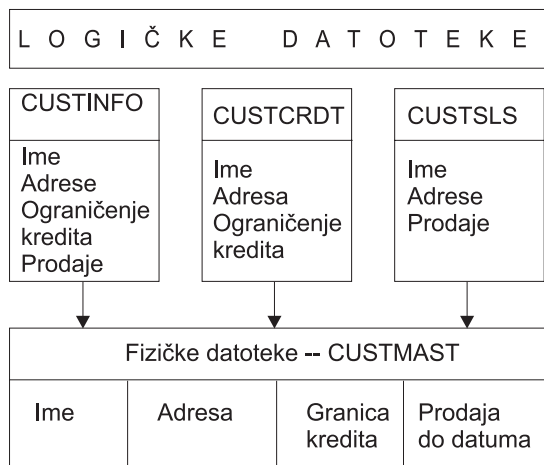 L O G I Č K E D A T O T E K E
CUSTINFO
Ime
Adrese
Ograničenje
kredita
Prodaje
CUSTCRDT
Ime
Adresa
Ograničenje
kredita
CUSTSLS
Ime
Adrese
Prodaje
Fizičke datoteke -- CUSTMAST
Ime
Adresa
Granica
kredita
Prodaja
do datuma